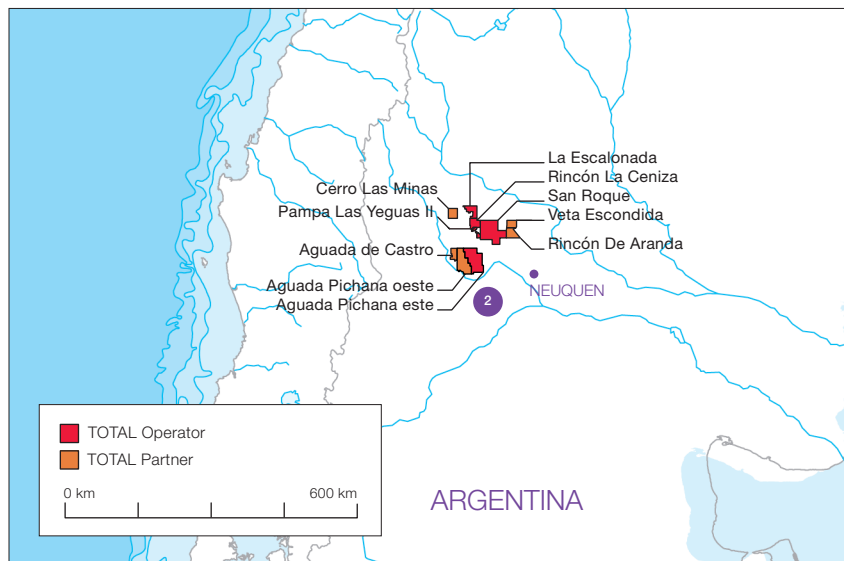 La Escalonada
Rincón La Ceniza
San Roque
Veta Escondida
Rincón De Aranda
Cerro Las Minas
Pampa Las Yeguas II
Aguada de Castro
Aguada Pichana oeste
Aguada Pichana este
2
NEUQUEN
TOTAL Operator
TOTAL Partner
0 km
600 km
ARGENTINA